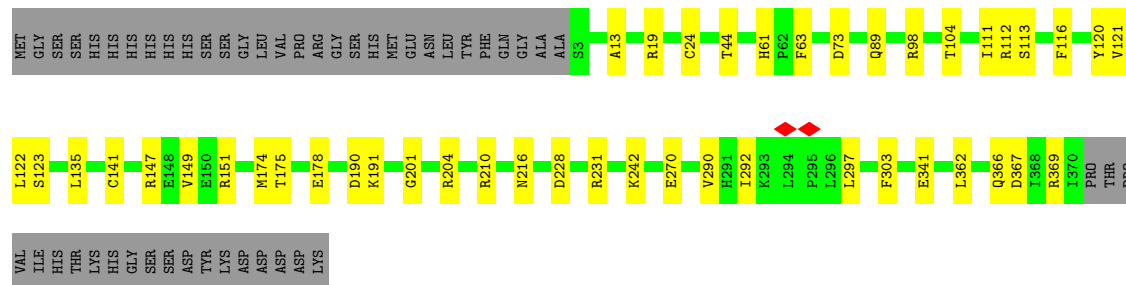 MET GLY SER SER HIS HIS HIS HIS HIS HIS SER SER GLY LEU VAL PRO ARG GLY SER HIS MET GLU ASN LEU TYR PHE GLN GLY ALA ALA S3 A13 R19 C24 T44 H61 P62 F63 D73 Q89 R98 T104 I111 R112 S113 F116 Y120 V121
L122 S123 L135 C141 R147 E148 V149 E150 R151 M174 T175 E178 D190 K191 G201 R204 R210 N216 D228 R231 K242 E270 V290 H291 I292 K293 L294 P295 L296 L297 F303 E341 L362 Q366 D367 I368 R369 I370 PRO THR PRO
VAL ILE HIS THR LYS HIS GLY SER SER ASP TYR LYS ASP ASP ASP ASP LYS